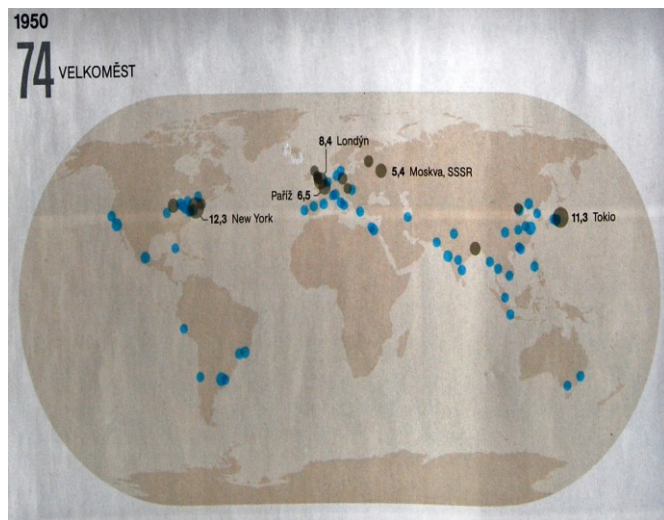 1950
74 VELKOMĚST
8,4 Londýn
5,4 Moskva, SSSR
Paříž 6,5
12,3 New York
11,3 Tokio